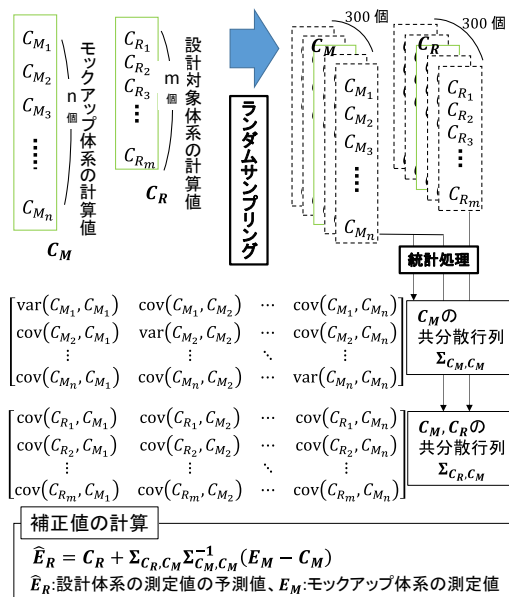 C_{M_1}
C_{M_2}
C_{M_3}
⋮
C_{M_n}
n個
モックアップ体系の計算値
C_M
C_{R_1}
C_{R_2}
C_{R_3}
⋮
C_{R_m}
m個
設計対象体系の計算値
C_R
ランダムサンプリング
300 個
C_M
C_{M_1}
C_{M_2}
C_{M_3}
⋮
C_{M_n}
300 個
C_R
C_{R_1}
C_{R_2}
C_{R_3}
⋮
C_{R_m}
統計処理
var(C_{M_1}, C_{M_1}) cov(C_{M_1}, C_{M_2}) ⋯ cov(C_{M_1}, C_{M_n})
cov(C_{M_2}, C_{M_1}) var(C_{M_2}, C_{M_2}) ⋯ cov(C_{M_2}, C_{M_n})
⋮ ⋮ ⋱ ⋮
cov(C_{M_n}, C_{M_1}) cov(C_{M_n}, C_{M_2}) ⋯ var(C_{M_n}, C_{M_n})
C_Mの
共分散行列
Σ_{C_M,C_M}
cov(C_{R_1}, C_{M_1}) cov(C_{R_1}, C_{M_2}) ⋯ cov(C_{R_1}, C_{M_n})
cov(C_{R_2}, C_{M_1}) cov(C_{R_2}, C_{M_2}) ⋯ cov(C_{R_2}, C_{M_n})
⋮ ⋮ ⋱ ⋮
cov(C_{R_m}, C_{M_1}) cov(C_{R_m}, C_{M_2}) ⋯ cov(C_{R_m}, C_{M_n})
C_M, C_Rの
共分散行列
Σ_{C_R,C_M}
補正値の計算
Ê_R = C_R + Σ_{C_R,C_M}Σ^{-1}_{C_M,C_M}(E_M − C_M)
Ê_R:設計体系の測定値の予測値、E_M:モックアップ体系の測定値